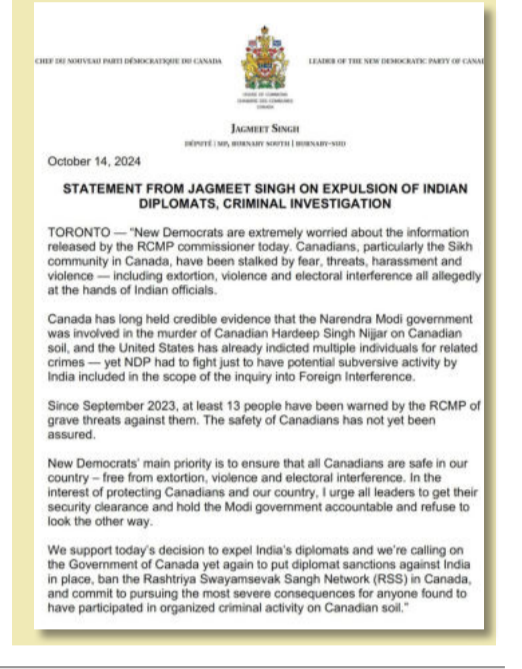 CHEF DU NOUVEAU PARTI DÉMOCRATIQUE DU CANADA
LEADER OF THE NEW DEMOCRATIC PARTY OF CANA
HOUSE OF COMMONS
CHAMBRE DES COMMUNES
CANADA
JAGMEET SINGH
DÉPUTÉ | MP, BURNABY SOUTH | BURNABY-SUD
October 14, 2024
STATEMENT FROM JAGMEET SINGH ON EXPULSION OF INDIAN
DIPLOMATS, CRIMINAL INVESTIGATION
TORONTO — “New Democrats are extremely worried about the information
released by the RCMP commissioner today. Canadians, particularly the Sikh
community in Canada, have been stalked by fear, threats, harassment and
violence — including extortion, violence and electoral interference all allegedly
at the hands of Indian officials.
Canada has long held credible evidence that the Narendra Modi government
was involved in the murder of Canadian Hardeep Singh Nijjar on Canadian
soil, and the United States has already indicted multiple individuals for related
crimes — yet NDP had to fight just to have potential subversive activity by
India included in the scope of the inquiry into Foreign Interference.
Since September 2023, at least 13 people have been warned by the RCMP of
grave threats against them. The safety of Canadians has not yet been
assured.
New Democrats’ main priority is to ensure that all Canadians are safe in our
country – free from extortion, violence and electoral interference. In the
interest of protecting Canadians and our country, I urge all leaders to get their
security clearance and hold the Modi government accountable and refuse to
look the other way.
We support today’s decision to expel India’s diplomats and we’re calling on
the Government of Canada yet again to put diplomat sanctions against India
in place, ban the Rashtriya Swayamsevak Sangh Network (RSS) in Canada,
and commit to pursuing the most severe consequences for anyone found to
have participated in organized criminal activity on Canadian soil.”